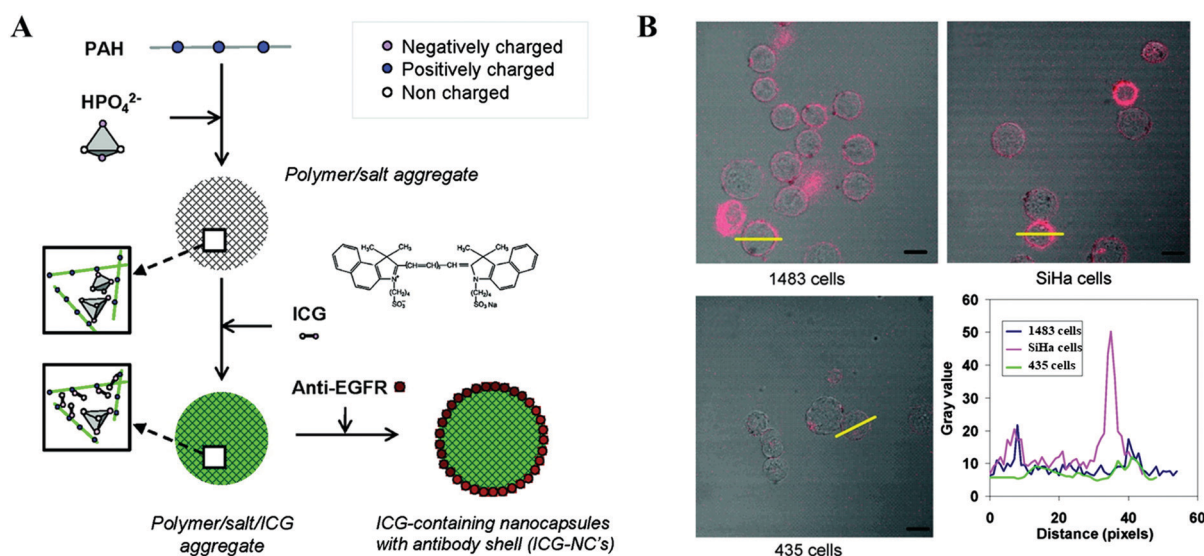 A
PAH
HPO₄²⁻
Negatively charged
Positively charged
Non charged
Polymer/salt aggregate
ICG
Anti-EGFR
Polymer/salt/ICG
aggregate
ICG-containing nanocapsules
with antibody shell (ICG-NC's)
B
1483 cells
SiHa cells
435 cells
60
50
40
30
20
10
0
Gray value
1483 cells
SiHa cells
435 cells
0 20 40 60
Distance (pixels)